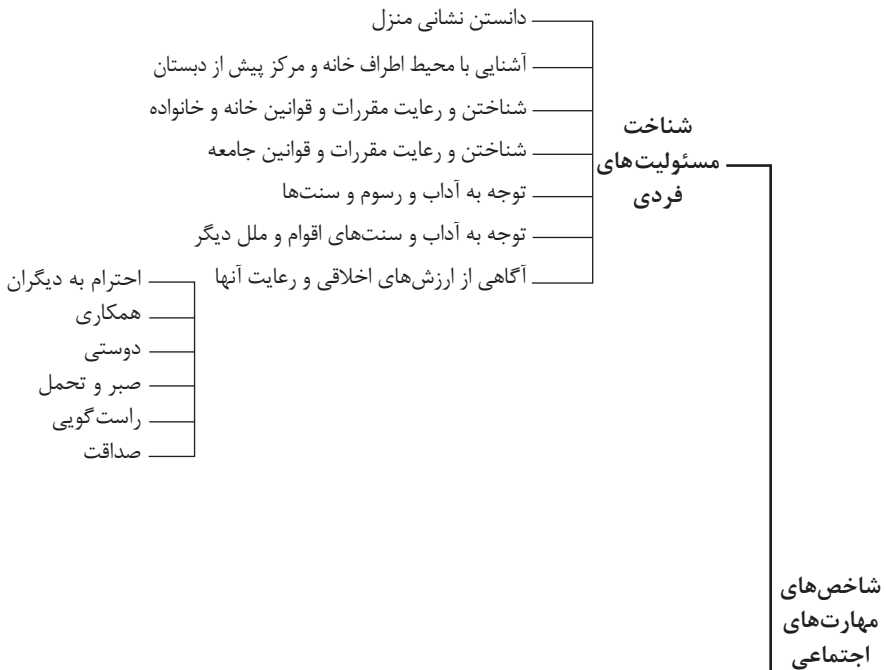 دانستن نشانی منزل
آشنایی با محیط اطراف خانه و مرکز پیش از دبستان
شناختن و رعایت مقررات و قوانین خانه و خانواده
شناخت
مسئولیت‌های
فردی
شناختن و رعایت مقررات و قوانین جامعه
توجه به آداب و رسوم و سنت‌ها
توجه به آداب و سنت‌های اقوام و ملل دیگر
آگاهی از ارزش‌های اخلاقی و رعایت آنها
احترام به دیگران
همکاری
دوستی
صبر و تحمل
راست‌گویی
صداقت
شاخص‌های
مهارت‌های
اجتماعی